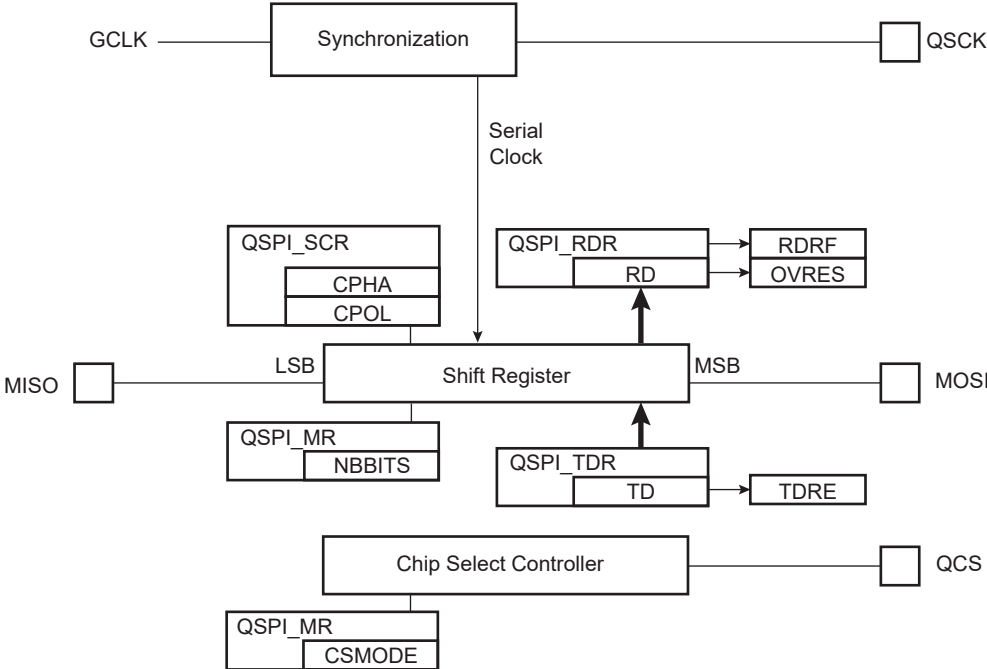 GCLK
Synchronization
QSCK
Serial
Clock
QSPI_SCR
CPHA
CPOL
QSPI_RDR
RD
RDRF
OVRES
MISO
LSB
Shift Register
MSB
MOSI
QSPI_MR
NBBITS
QSPI_TDR
TD
TDRE
Chip Select Controller
QCS
QSPI_MR
CSMODE